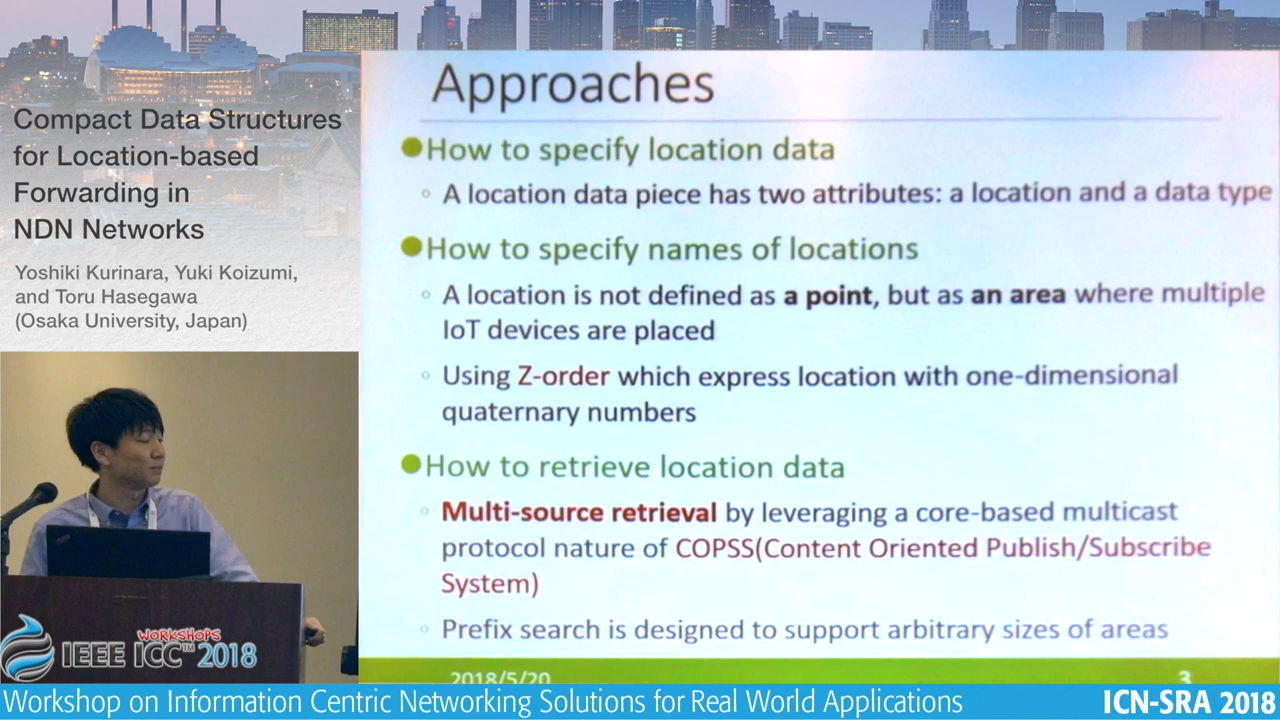 Compact Data Structures
for Location-based
Forwarding in
NDN Networks
Yoshiki Kurinara, Yuki Koizumi,
and Toru Hasegawa
(Osaka University, Japan)
Approaches
How to specify location data
A location data piece has two attributes: a location and a data type
How to specify names of locations
A location is not defined as a point, but as an area where multiple
IoT devices are placed
Using Z-order which express location with one-dimensional
quaternary numbers
How to retrieve location data
Multi-source retrieval by leveraging a core-based multicast
protocol nature of COPSS(Content Oriented Publish/Subscribe
System)
Prefix search is designed to support arbitrary sizes of areas
2018/5/20
3
WORKSHOPS
IEEE ICC™ 2018
Workshop on Information Centric Networking Solutions for Real World Applications
ICN-SRA 2018